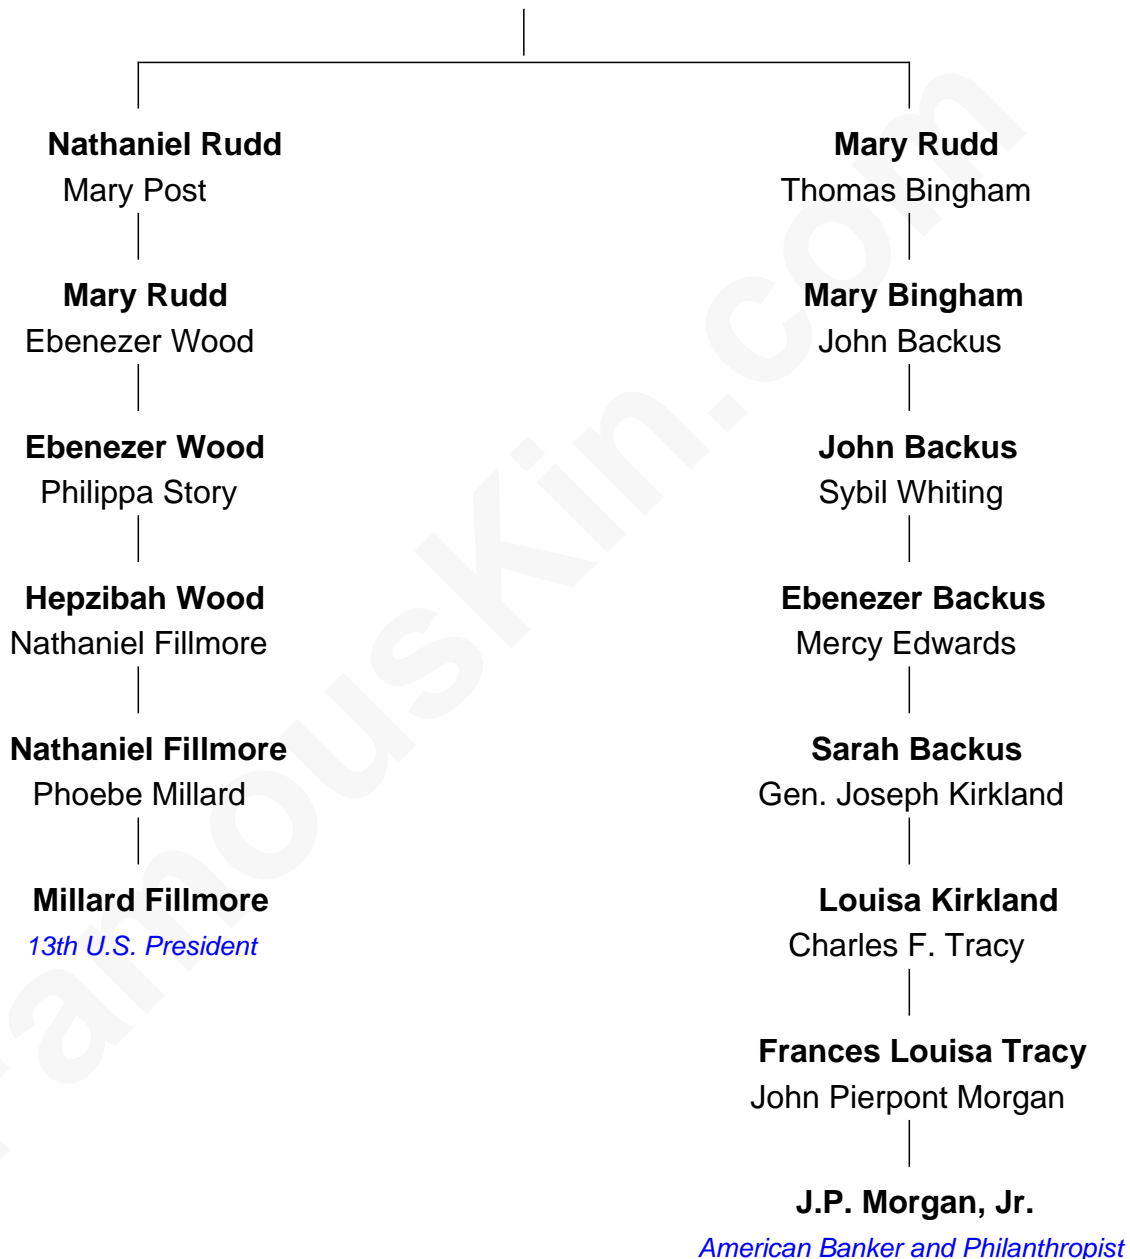 Nathaniel Rudd
Mary Post
Mary Rudd
Ebenezer Wood
Ebenezer Wood
Philippa Story
Hepzibah Wood
Nathaniel Fillmore
Nathaniel Fillmore
Phoebe Millard
Millard Fillmore
13th U.S. President
Mary Rudd
Thomas Bingham
Mary Bingham
John Backus
John Backus
Sybil Whiting
Ebenezer Backus
Mercy Edwards
Sarah Backus
Gen. Joseph Kirkland
Louisa Kirkland
Charles F. Tracy
Frances Louisa Tracy
John Pierpont Morgan
J.P. Morgan, Jr.
American Banker and Philanthropist
FamousKin.com